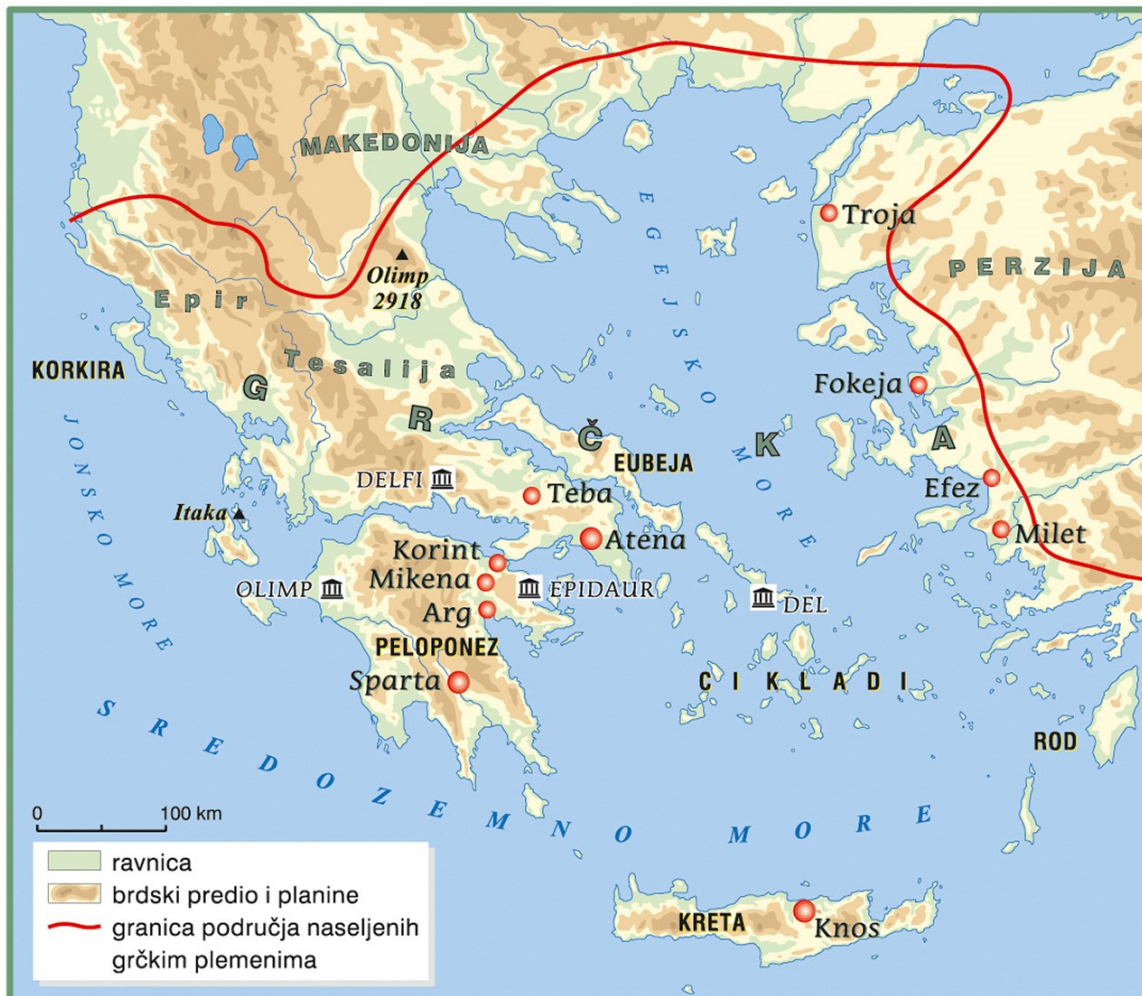 MAKEDONIJA
EGEJSKO MORE
Troja
Olimp
2918
PERZIJA
Epir
KORKIRA
Tesalija
Fokeja
GRČKA
JONSKO MORE
EUBEJA
DELFI
Teba
Efez
Itaka
Atena
Milet
Korint
Mikena
OLIMP
EPIDAUR
DEL
Arg
PELOPONEZ
Sparta
CIKLADI
ROD
SREDOZEMNO MORE
0 100 km
ravnica
brdski predio i planine
granica područja naseljenih
grčkim plemenima
KRETA
Knos